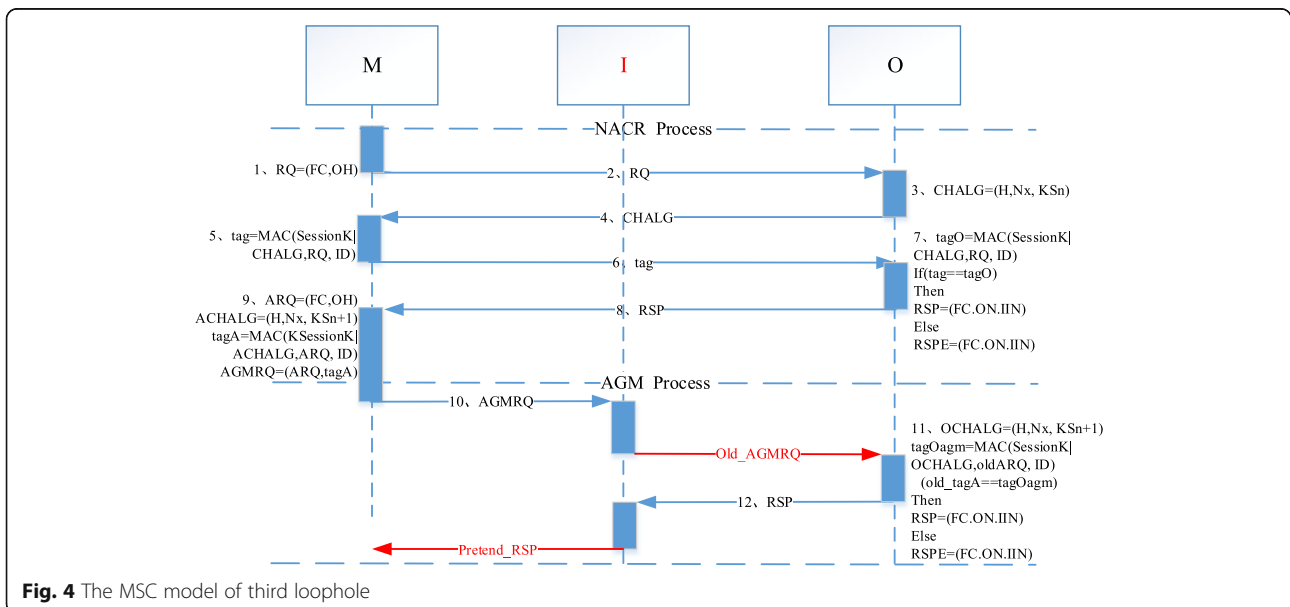 M
I
O
NACR Process
1、RQ=(FC,OH)
2、RQ
3、CHALG=(H,Nx, KSn)
4、CHALG
5、tag=MAC(SessionK|
CHALG,RQ, ID)
6、tag
7、tagO=MAC(SessionK|
CHALG,RQ, ID)
If(tag==tagO)
Then
RSP=(FC.ON.IIN)
Else
RSPE=(FC.ON.IIN)
8、RSP
9、ARQ=(FC,OH)
ACHALG=(H,Nx, KSn+1)
tagA=MAC(KSessionK|
ACHALG,ARQ, ID)
AGMRQ=(ARQ,tagA)
AGM Process
10、AGMRQ
Old_AGMRQ
11、OCHALG=(H,Nx, KSn+1)
tagOagm=MAC(SessionK|
OCHALG,oldARQ, ID)
(old_tagA==tagOagm)
Then
RSP=(FC.ON.IIN)
Else
RSPE=(FC.ON.IIN)
12、RSP
Pretend_RSP
Fig. 4 The MSC model of third loophole